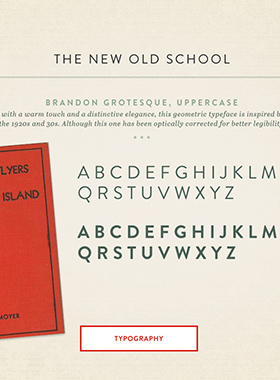 THE NEW OLD SCHOOL
BRANDON GROTESQUE, UPPERCASE
with a warm touch and a distinctive elegance, this geometric typeface is inspired b
the 1920s and 30s. Although this one has been optically corrected for better legibilit
LYERS
ISLAND
MOYER
ABCDEFGHIJKLM
QRSTUVWXYZ
ABCDEFGHIJKLM
QRSTUVWXYZ
TYPOGRAPHY